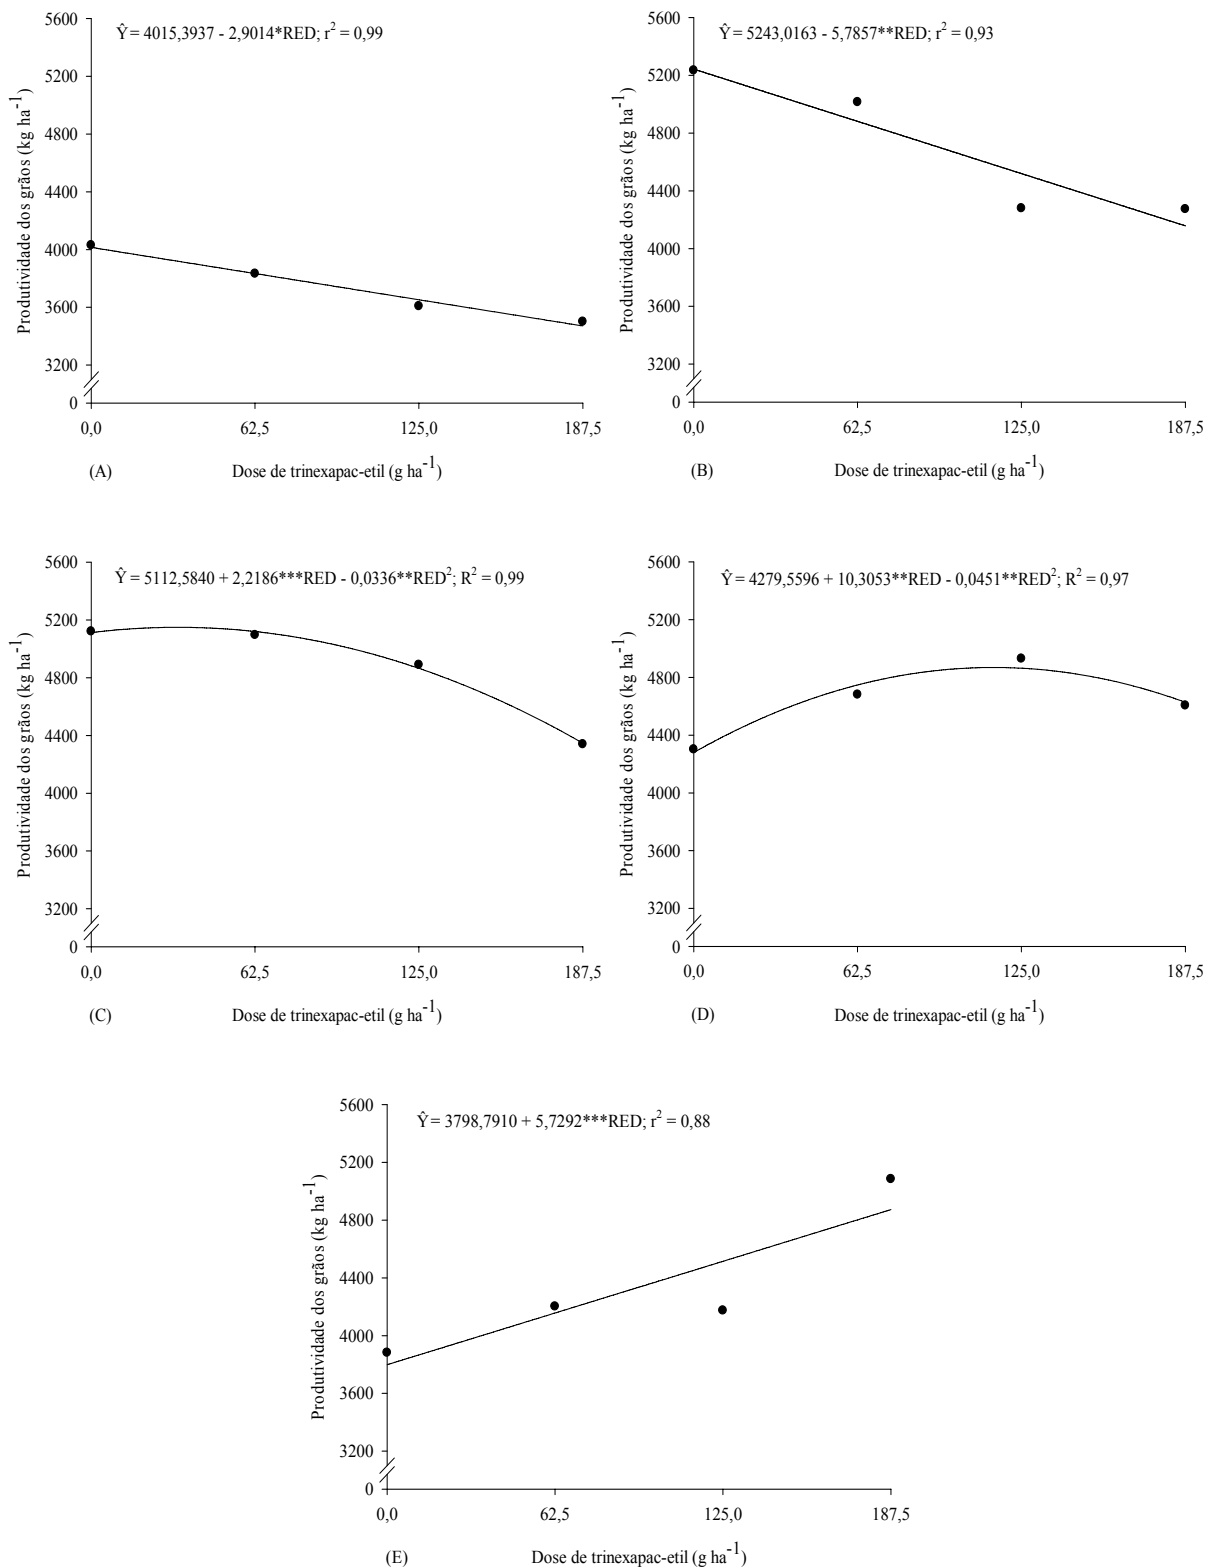 Ŷ = 4015,3937 - 2,9014*RED; r² = 0,99
Produtividade dos grãos (kg ha⁻¹)
5600
5200
4800
4400
4000
3600
3200
0
0,0 62,5 125,0 187,5
(A) Dose de trinexapac-etil (g ha⁻¹)
Ŷ = 5243,0163 - 5,7857**RED; r² = 0,93
Produtividade dos grãos (kg ha⁻¹)
5600
5200
4800
4400
4000
3600
3200
0
0,0 62,5 125,0 187,5
(B) Dose de trinexapac-etil (g ha⁻¹)
Ŷ = 5112,5840 + 2,2186***RED - 0,0336**RED²; R² = 0,99
Produtividade dos grãos (kg ha⁻¹)
5600
5200
4800
4400
4000
3600
3200
0
0,0 62,5 125,0 187,5
(C) Dose de trinexapac-etil (g ha⁻¹)
Ŷ = 4279,5596 + 10,3053**RED - 0,0451**RED²; R² = 0,97
Produtividade dos grãos (kg ha⁻¹)
5600
5200
4800
4400
4000
3600
3200
0
0,0 62,5 125,0 187,5
(D) Dose de trinexapac-etil (g ha⁻¹)
Ŷ = 3798,7910 + 5,7292***RED; r² = 0,88
Produtividade dos grãos (kg ha⁻¹)
5600
5200
4800
4400
4000
3600
3200
0
0,0 62,5 125,0 187,5
(E) Dose de trinexapac-etil (g ha⁻¹)